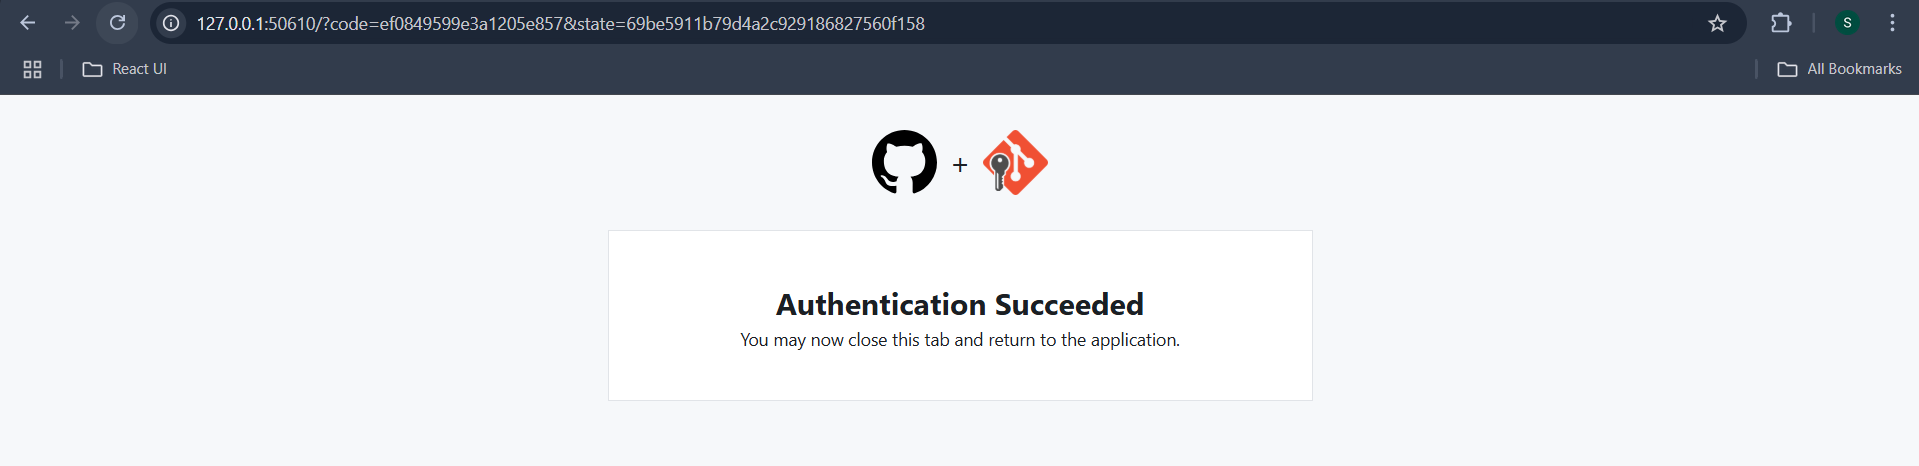 127.0.0.1:50610/?code=ef0849599e3a1205e857&state=69be5911b79d4a2c929186827560f158
S
React UI
All Bookmarks
+
Authentication Succeeded
You may now close this tab and return to the application.